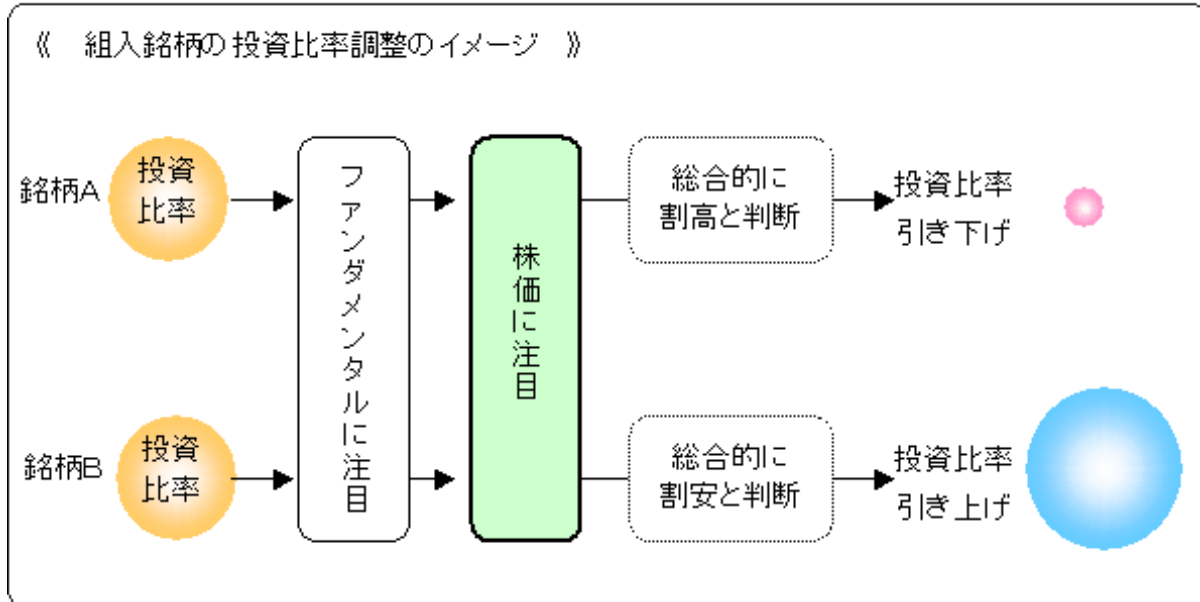 《 組入銘柄の投資比率調整のイメージ 》
銘柄A
投資
比率
ファンダメンタルに注目
株価に注目
総合的に
割高と判断
投資比率
引き下げ
銘柄B
投資
比率
総合的に
割安と判断
投資比率
引き上げ